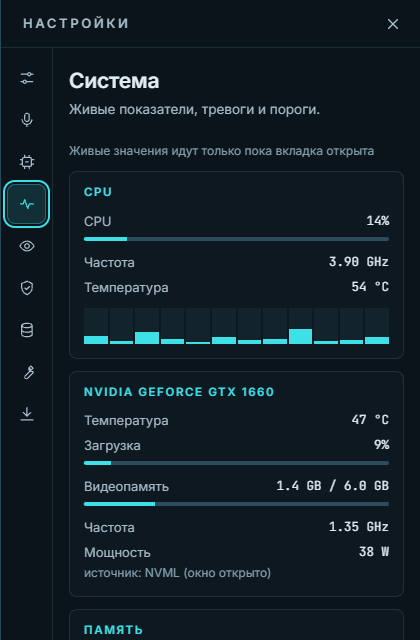 НАСТРОЙКИ
Система
Живые показатели, тревоги и пороги.
Живые значения идут только пока вкладка открыта
CPU
CPU 14%
Частота 3.90 GHz
Температура 54 °C
NVIDIA GEFORCE GTX 1660
Температура 47 °C
Загрузка 9%
Видеопамять 1.4 GB / 6.0 GB
Частота 1.35 GHz
Мощность 38 W
источник: NVML (окно открыто)
ПАМЯТЬ